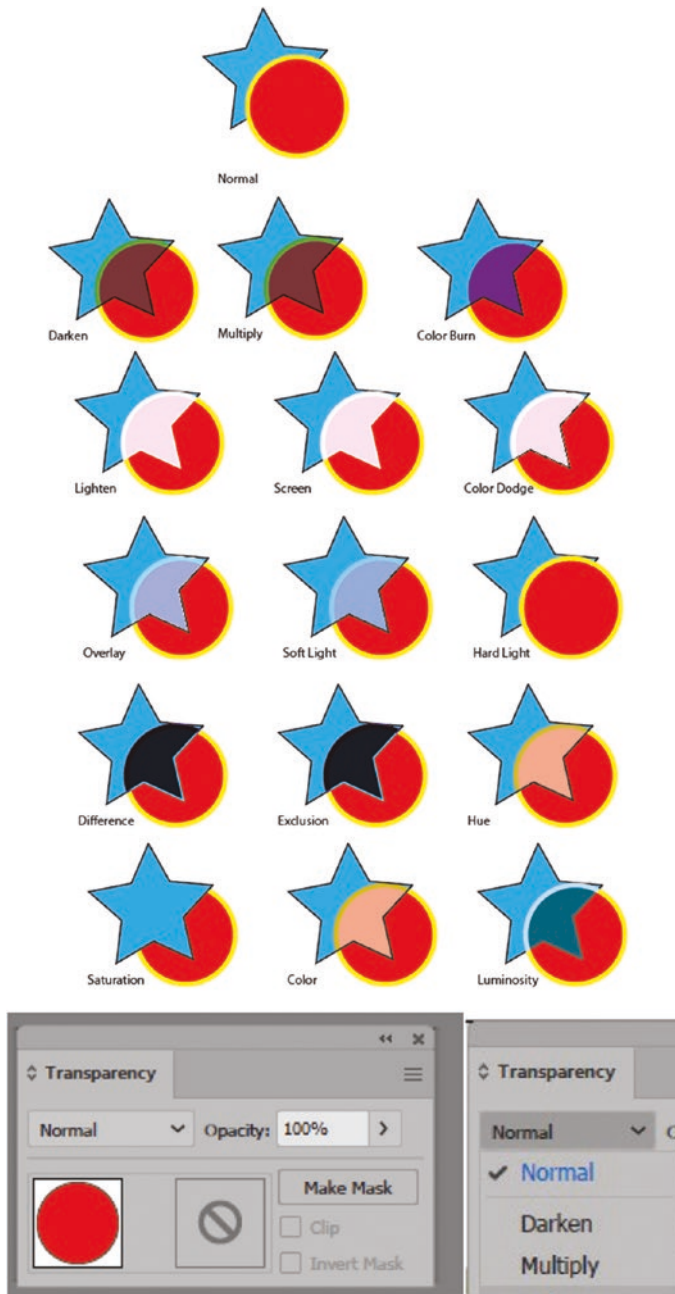 Normal
Darken
Multiply
Color Burn
Lighten
Screen
Color Dodge
Overlay
Soft Light
Hard Light
Difference
Exclusion
Hue
Saturation
Color
Luminosity
Transparency
Normal Opacity: 100%
Make Mask
Clip
Invert Mask
Transparency
Normal
Normal
Darken
Multiply